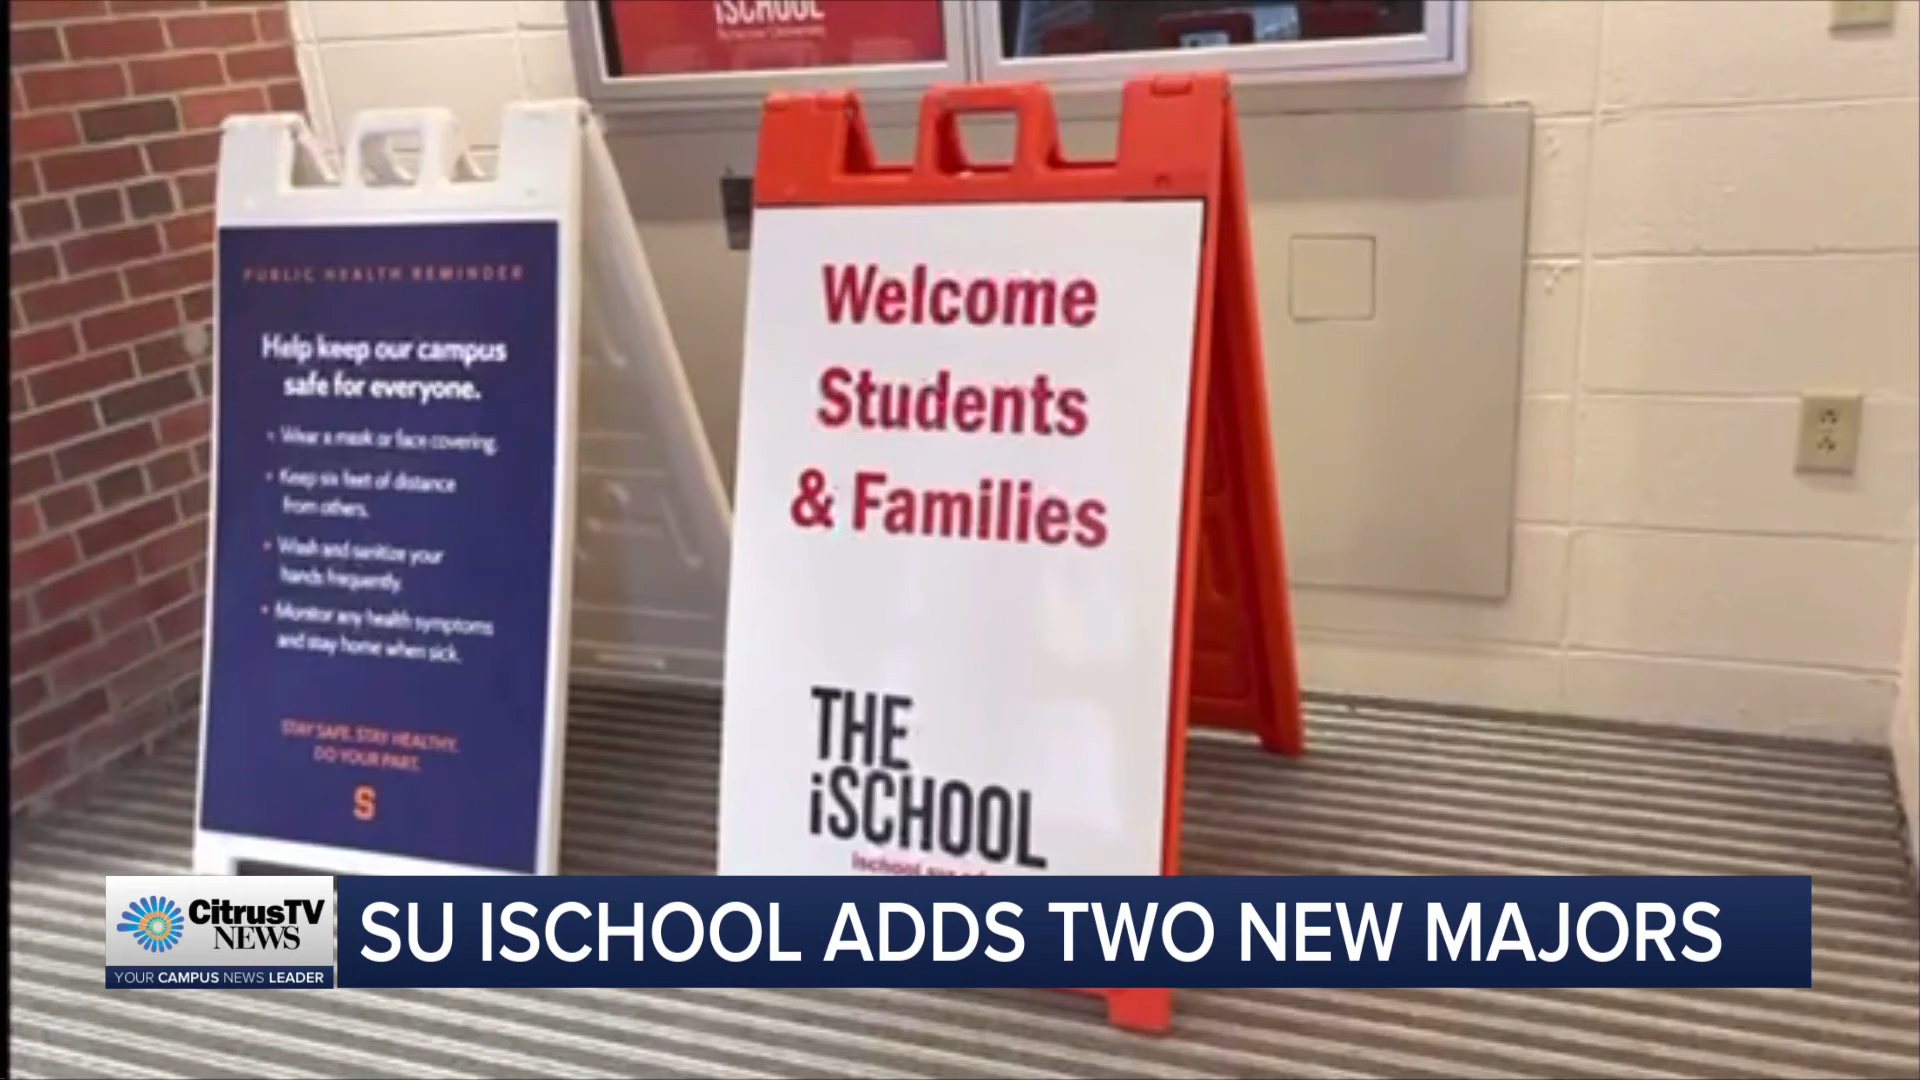 iSCHOOL
Syracuse University
PUBLIC HEALTH REMINDER
Help keep our campus
safe for everyone.
• Wear a mask or face covering.
• Keep six feet of distance
from others.
• Wash and sanitize your
hands frequently.
• Monitor any health symptoms
and stay home when sick.
STAY SAFE. STAY HEALTHY.
DO YOUR PART.
S
Welcome
Students
& Families
THE
iSCHOOL
CitrusTV
NEWS
YOUR CAMPUS NEWS LEADER
SU ISCHOOL ADDS TWO NEW MAJORS